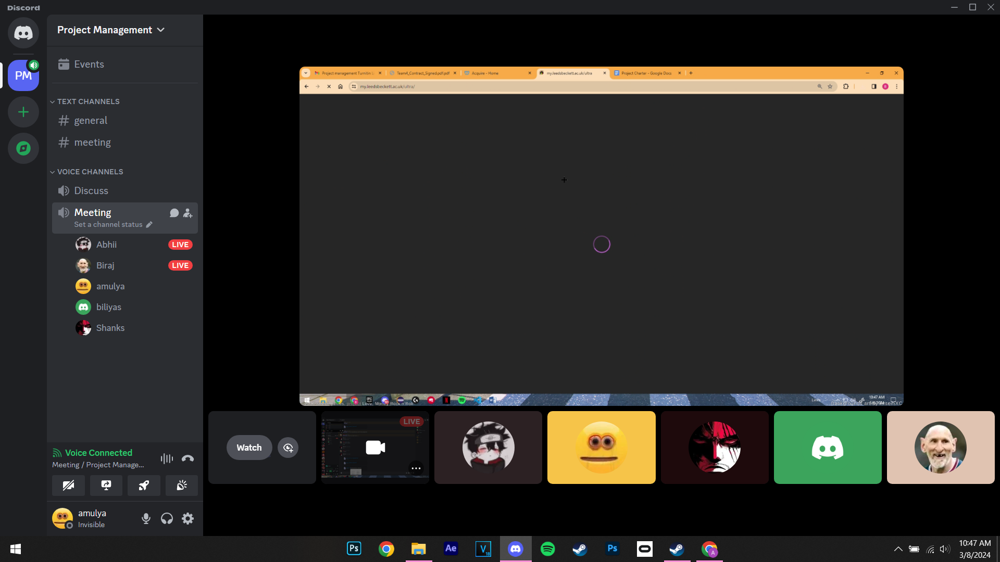 Discord
Project Management
Events
PM
TEXT CHANNELS
general
meeting
VOICE CHANNELS
Discuss
Meeting
Set a channel status
Abhii LIVE
Biraj LIVE
amulya
biliyas
Shanks
Project management Turnitin
Team4_Contract_Signed.pdf.pdf
Acquire - Home
my.leedsbeckett.ac.uk/ultra
Project Charter - Google Docs
my.leedsbeckett.ac.uk/ultra/
10:47 AM
LIVE
Watch
Voice Connected
Meeting / Project Manage...
amulya
Invisible
Ps
Ae
V
18
Ps
A
10:47 AM
3/8/2024